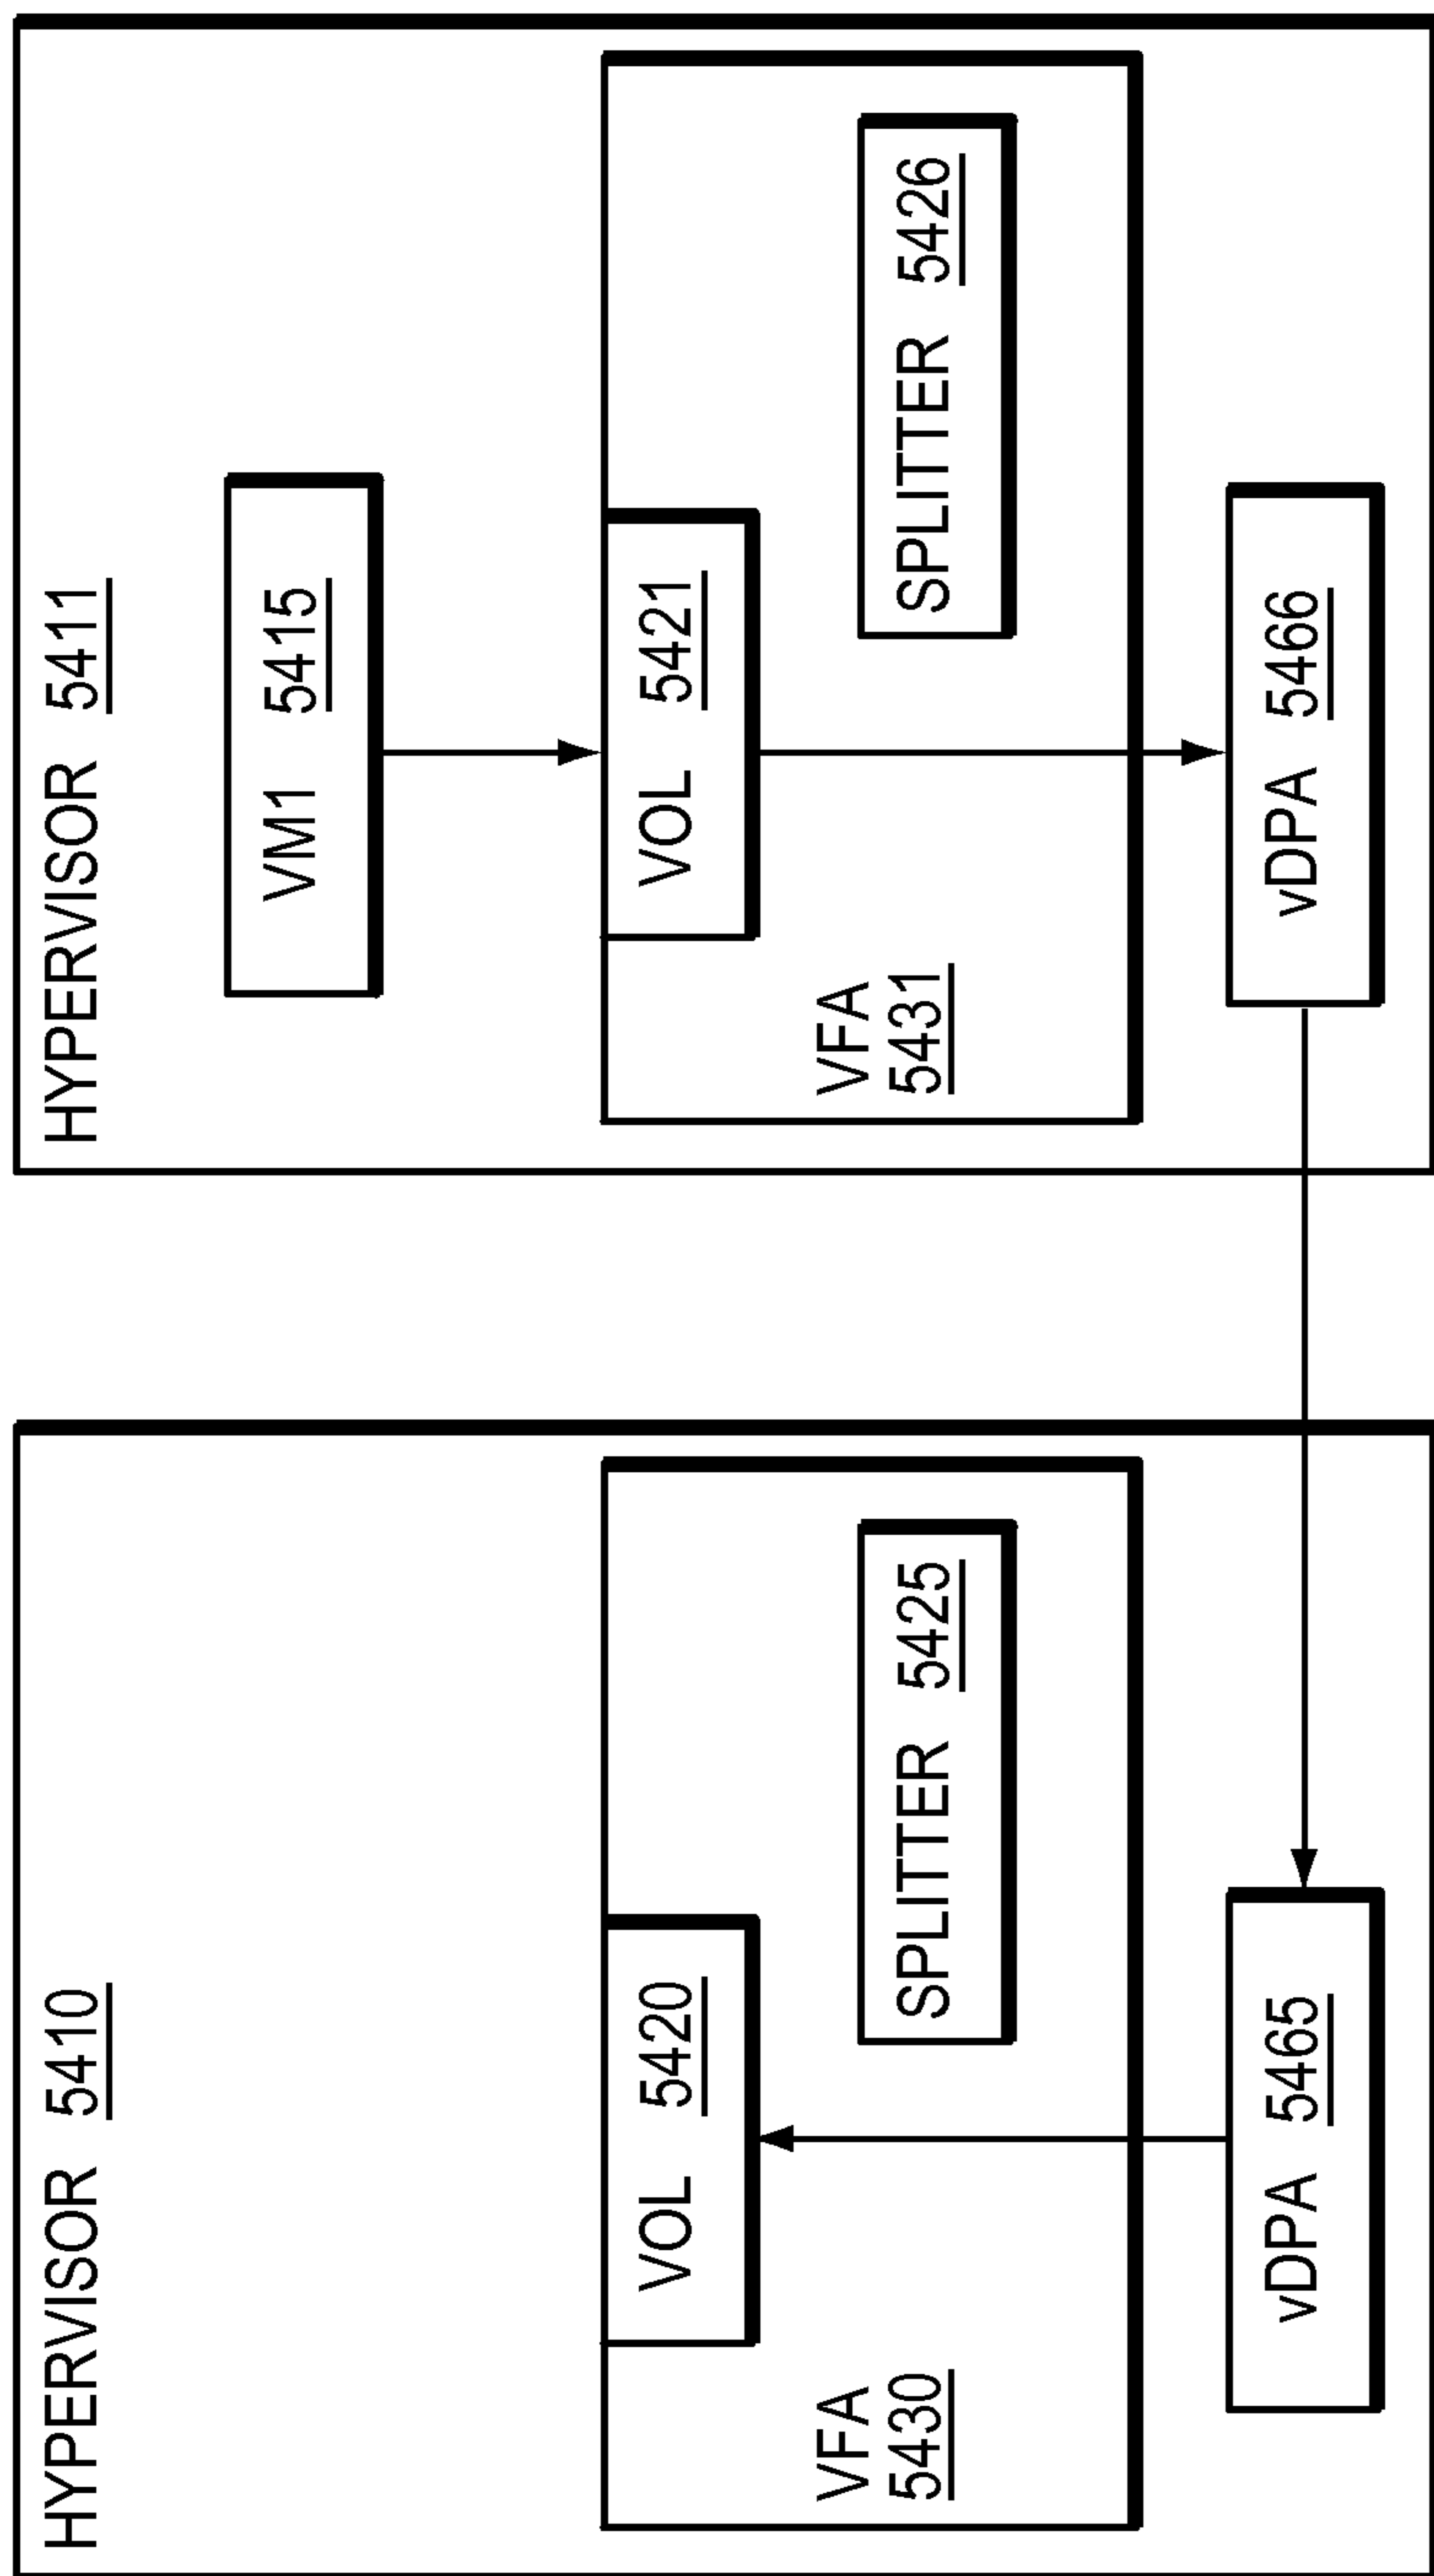 HYPERVISOR 5410
VOL 5420
VFA
5430
SPLITTER 5425
vDPA 5465
HYPERVISOR 5411
VM1 5415
VOL 5421
VFA
5431
SPLITTER 5426
vDPA 5466